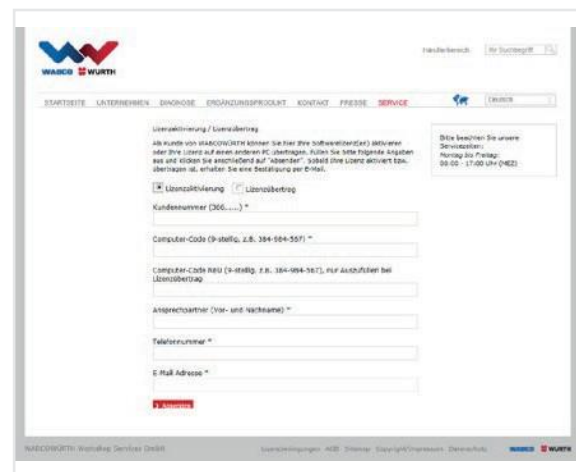 Händlerbereich Ihr Suchbegriff
WABCO WURTH
STARTSEITE UNTERNEHMEN DIAGNOSE ERGÄNZUNGSPRODUKT KONTAKT PRESSE SERVICE Deutsch
Lizenzaktivierung / Lizenzübertrag
Als Kunde von WABCOWÜRTH können Sie hier Ihre Softwarelizenz(en) aktivieren
oder Ihre Lizenz auf einen anderen PC übertragen. Füllen Sie bitte folgende Angaben
aus und klicken Sie anschließend auf "Absenden". Sobald Ihre Lizenz aktiviert bzw.
übertragen ist, erhalten Sie eine Bestätigung per E-Mail.
Bitte beachten Sie unsere
Servicezeiten:
Montag bis Freitag:
08:00 - 17:00 Uhr (MEZ)
Lizenzaktivierung Lizenzübertrag
Kundennummer (366.....) *
Computer-Code (9-stellig, z.B. 384-984-567) *
Computer-Code NEU (9-stellig, z.B. 384-984-567), nur Auszufüllen bei
Lizenzübertrag
Ansprechpartner (Vor- und Nachname) *
Telefonnummer *
E-Mail Adresse *
Absenden
WABCOWÜRTH Workshop Services GmbH Lizenzbedingungen AGB Sitemap Copyright/Impressum Datenschutz WABCO WURTH